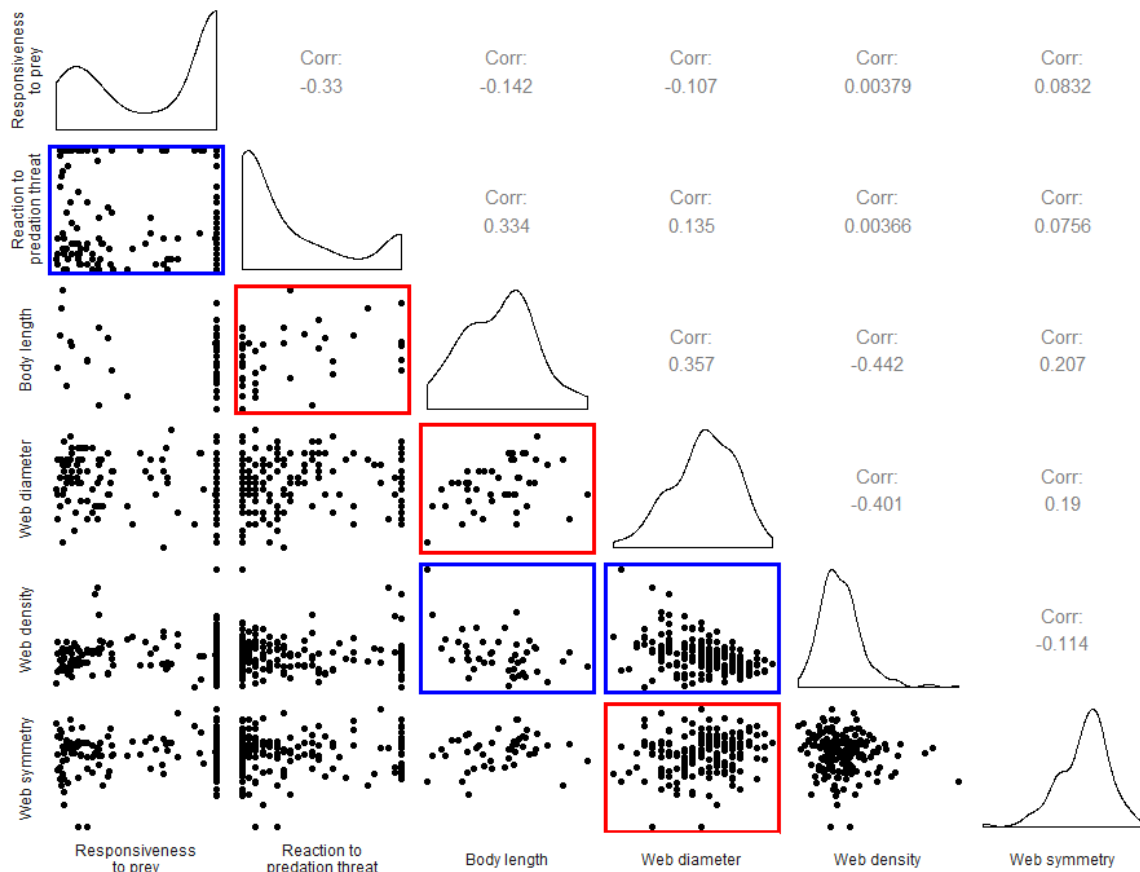 Responsiveness
to prey
Corr:
-0.33
Corr:
-0.142
Corr:
-0.107
Corr:
0.00379
Corr:
0.0832
Reaction to
predation threat
Corr:
0.334
Corr:
0.135
Corr:
0.00366
Corr:
0.0756
Body length
Corr:
0.357
Corr:
-0.442
Corr:
0.207
Web diameter
Corr:
-0.401
Corr:
0.19
Web density
Corr:
-0.114
Web symmetry
Responsiveness
to prey
Reaction to
predation threat
Body length
Web diameter
Web density
Web symmetry